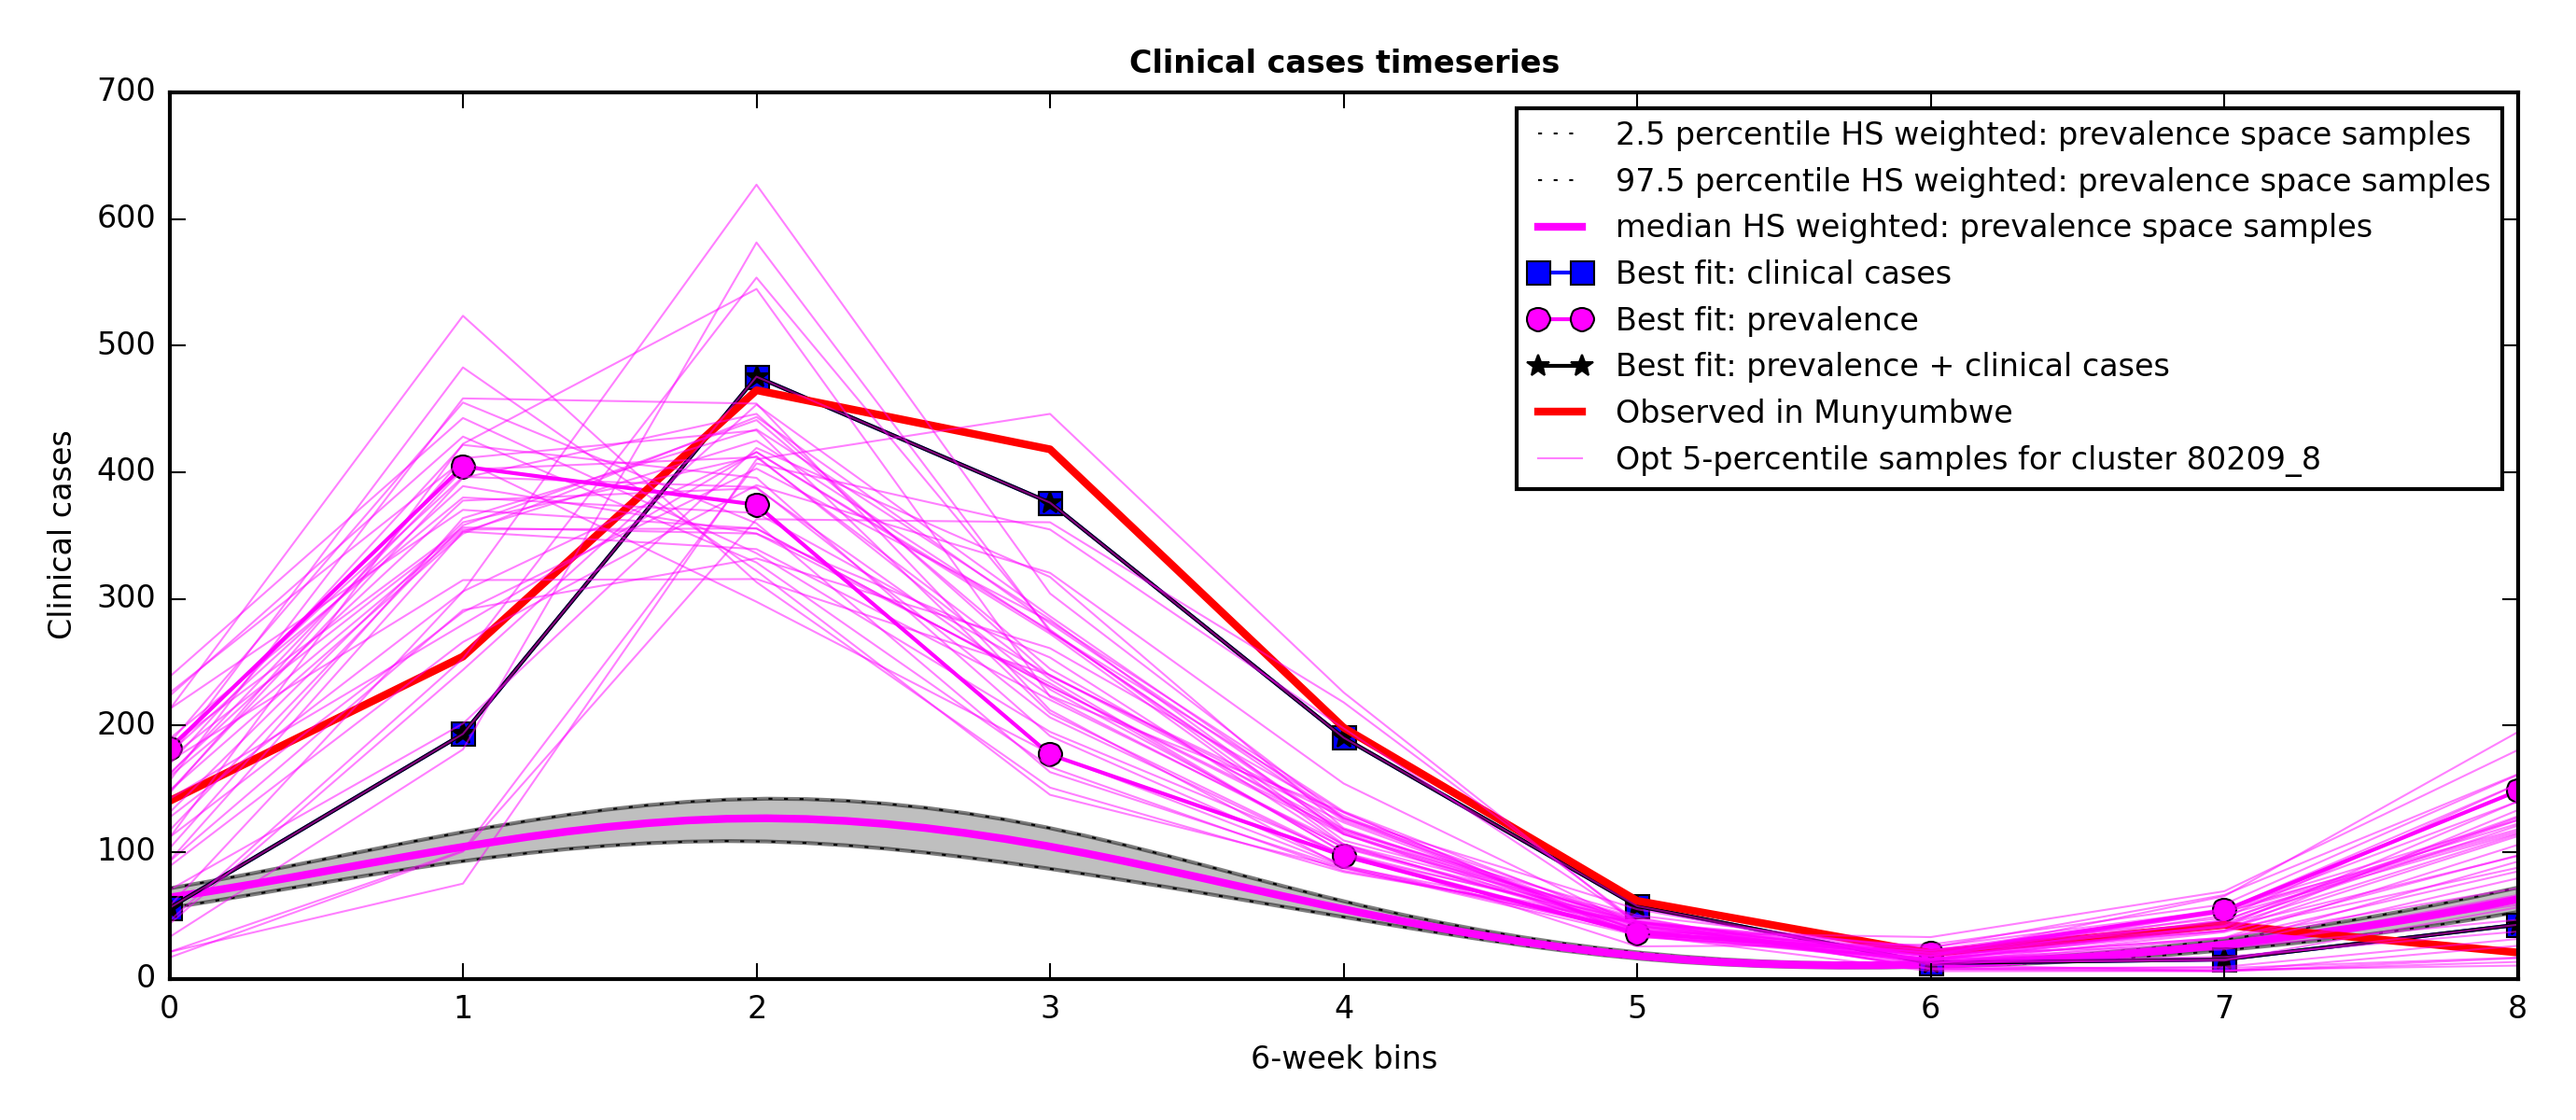 Clinical cases timeseries
700
600
500
400
300
200
100
0
Clinical cases
2.5 percentile HS weighted: prevalence space samples
97.5 percentile HS weighted: prevalence space samples
median HS weighted: prevalence space samples
Best fit: clinical cases
Best fit: prevalence
Best fit: prevalence + clinical cases
Observed in Munyumbwe
Opt 5-percentile samples for cluster 80209_8
0 1 2 3 4 5 6 7 8
6-week bins